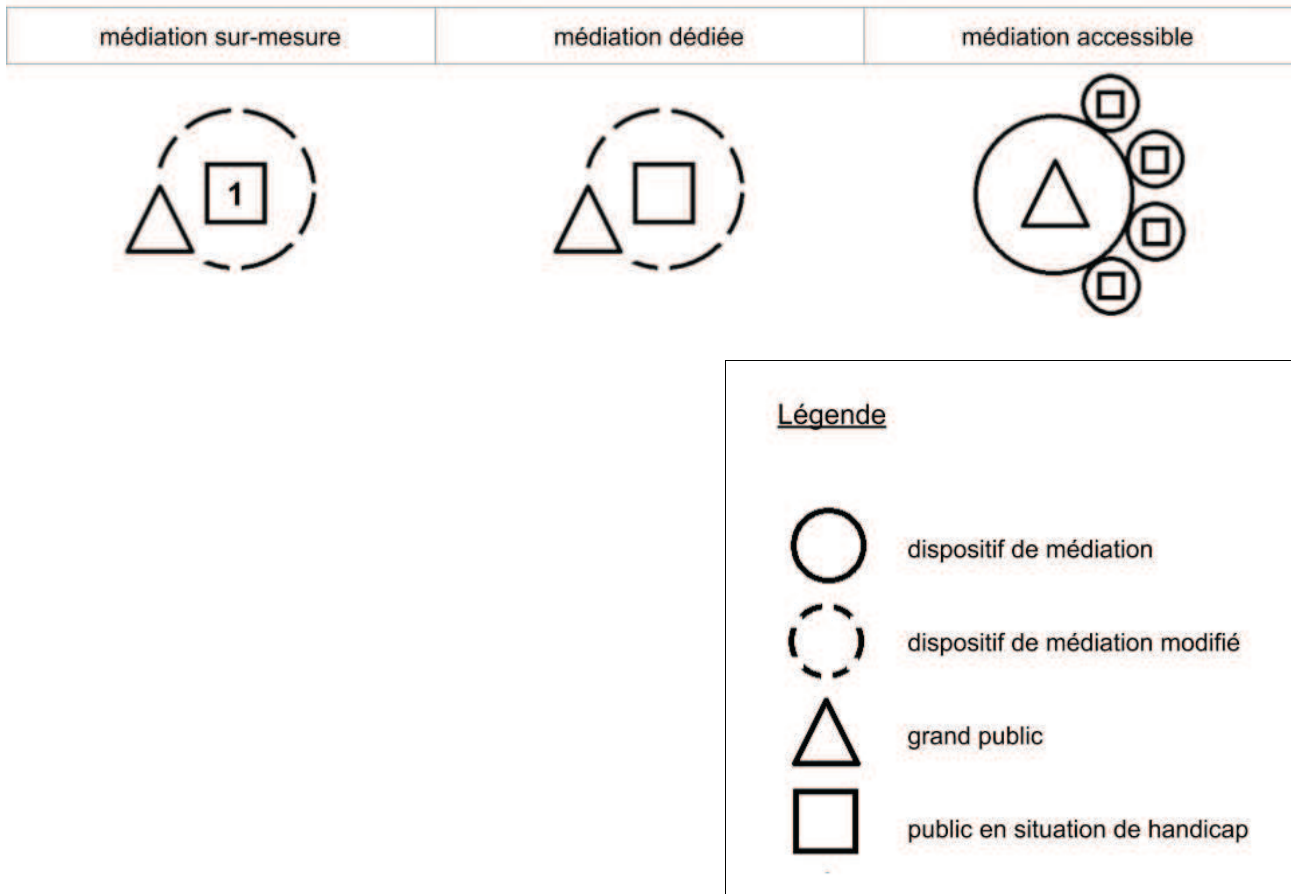 médiation sur-mesure
médiation dédiée
médiation accessible
1
Légende
dispositif de médiation
dispositif de médiation modifié
grand public
public en situation de handicap